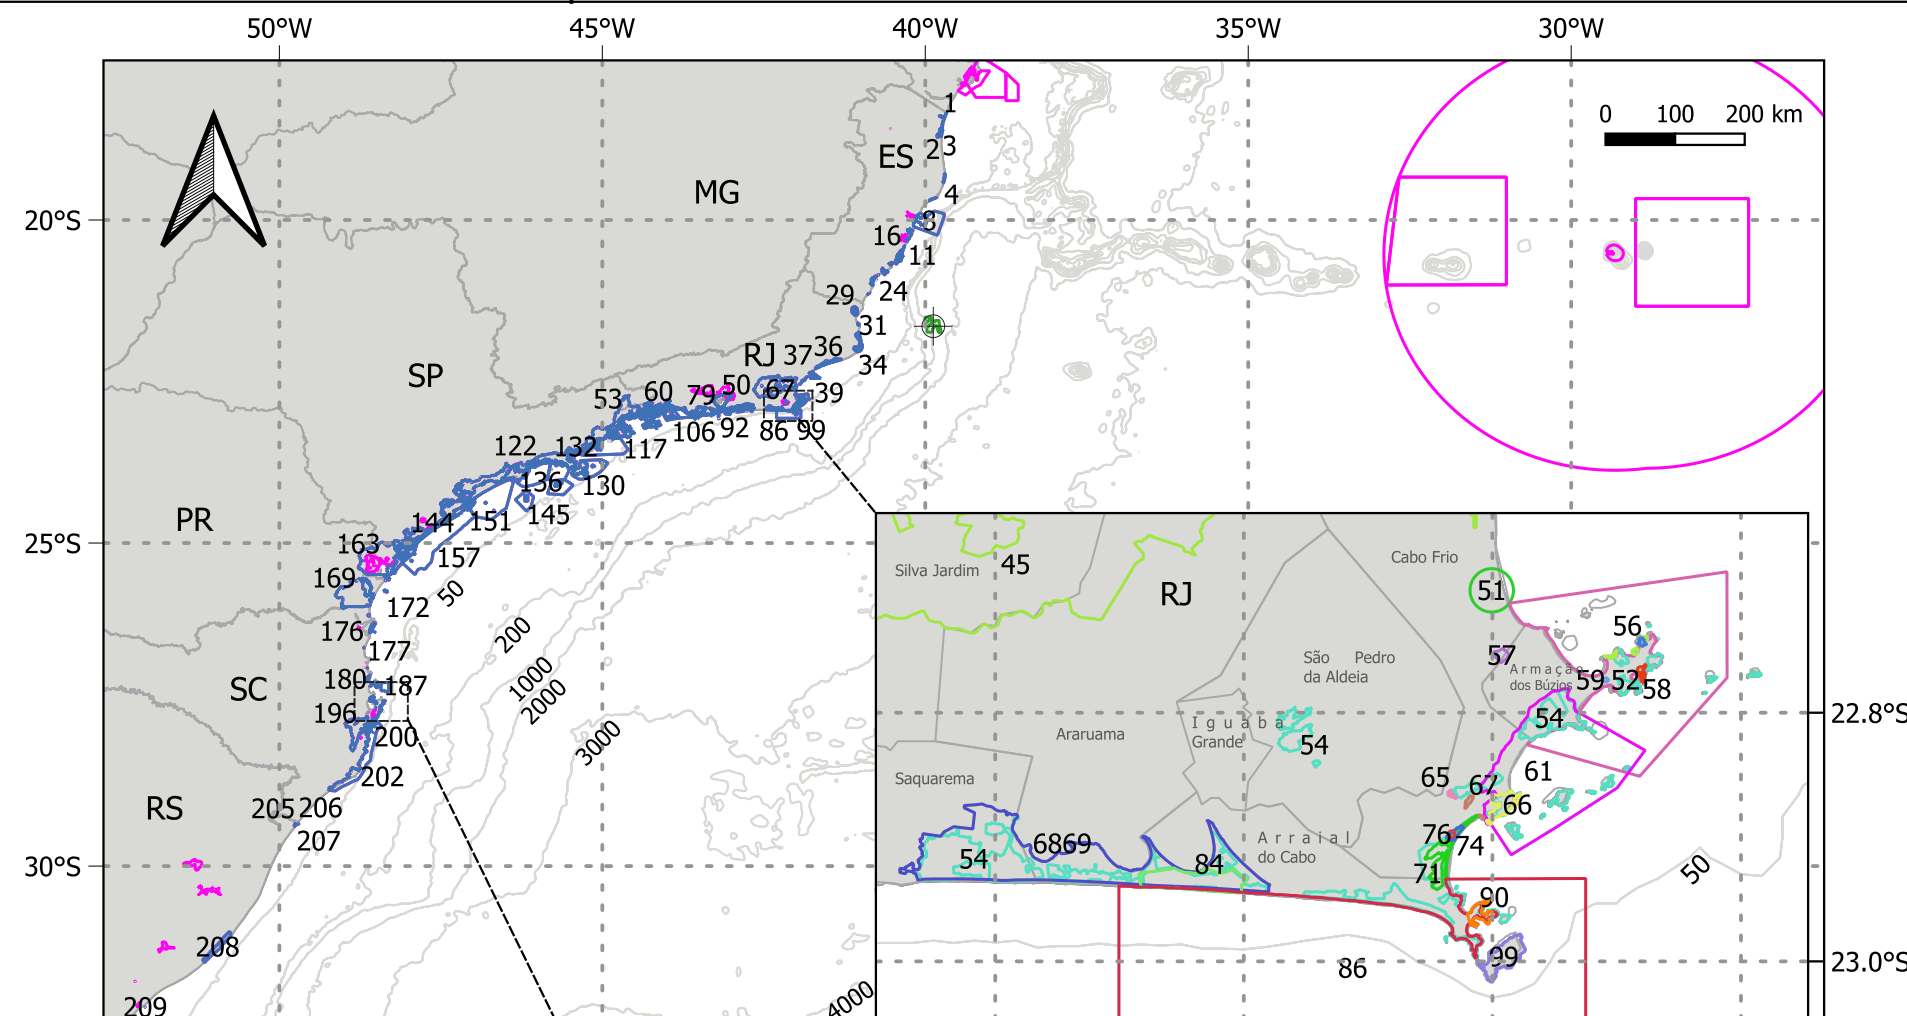 50°W 45°W 40°W 35°W 30°W
0 100 200 km
1
ES 23
MG
4
20°S 3
16
11
24
29
31
RJ 37 36
34
SP
53 60 79 50 67 39
106 92 86 99
122 132 117
136 130
144 151 145
PR
25°S 163
157
169
50
172
176
200
177
SC 180 187
1000
2000
196
200
3000
202
RS 205 206
207
30°S
208
209
4000
Silva Jardim 45
RJ
Cabo Frio
51
56
57
São Pedro
da Aldeia
Armação
dos Búzios
59 52 58
54
Iguaba
Grande
54
Araruama
22.8°S
Saquarema
65 67 61
66
76 74
54 6869 84
Arraial
do Cabo
71
50
90
99
86
23.0°S